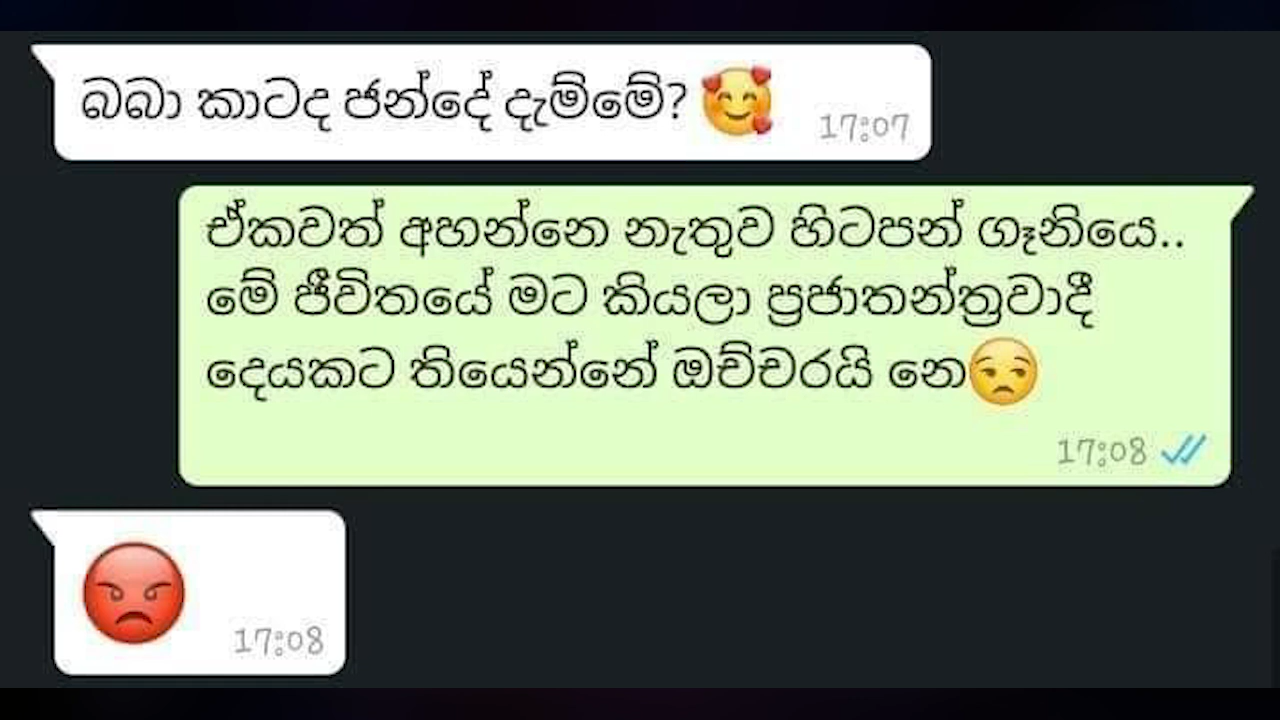 බබා කාටද ජන්දේ දැම්මේ? 🥰 17:07
ඒකවත් අහන්නෙ නැතුව හිටපන් ගෑනියෙ..
මේ ජීවිතයේ මට කියලා ප්‍රජාතන්ත්‍රවාදී
දෙයකට තියෙන්නේ ඔච්චරයි නෙ😒
17:08
😡 17:08